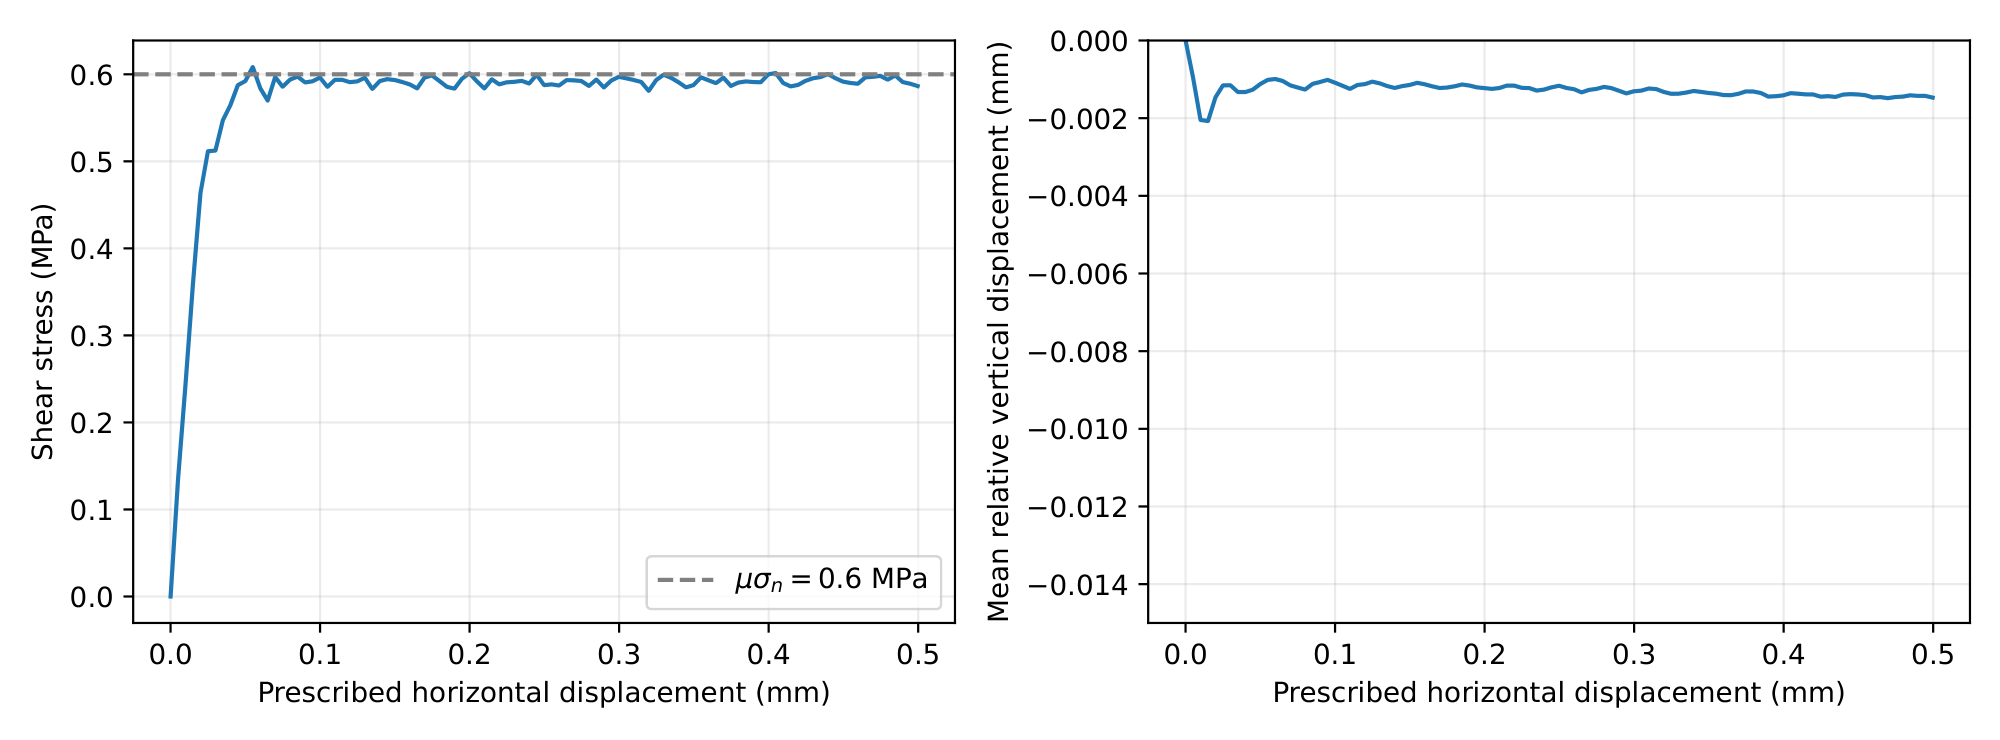 0.6
0.5
0.4
0.3
0.2
0.1
0.0
Shear stress (MPa)
μσn = 0.6 MPa
0.0 0.1 0.2 0.3 0.4 0.5
Prescribed horizontal displacement (mm)
0.000
−0.002
−0.004
−0.006
−0.008
−0.010
−0.012
−0.014
Mean relative vertical displacement (mm)
0.0 0.1 0.2 0.3 0.4 0.5
Prescribed horizontal displacement (mm)